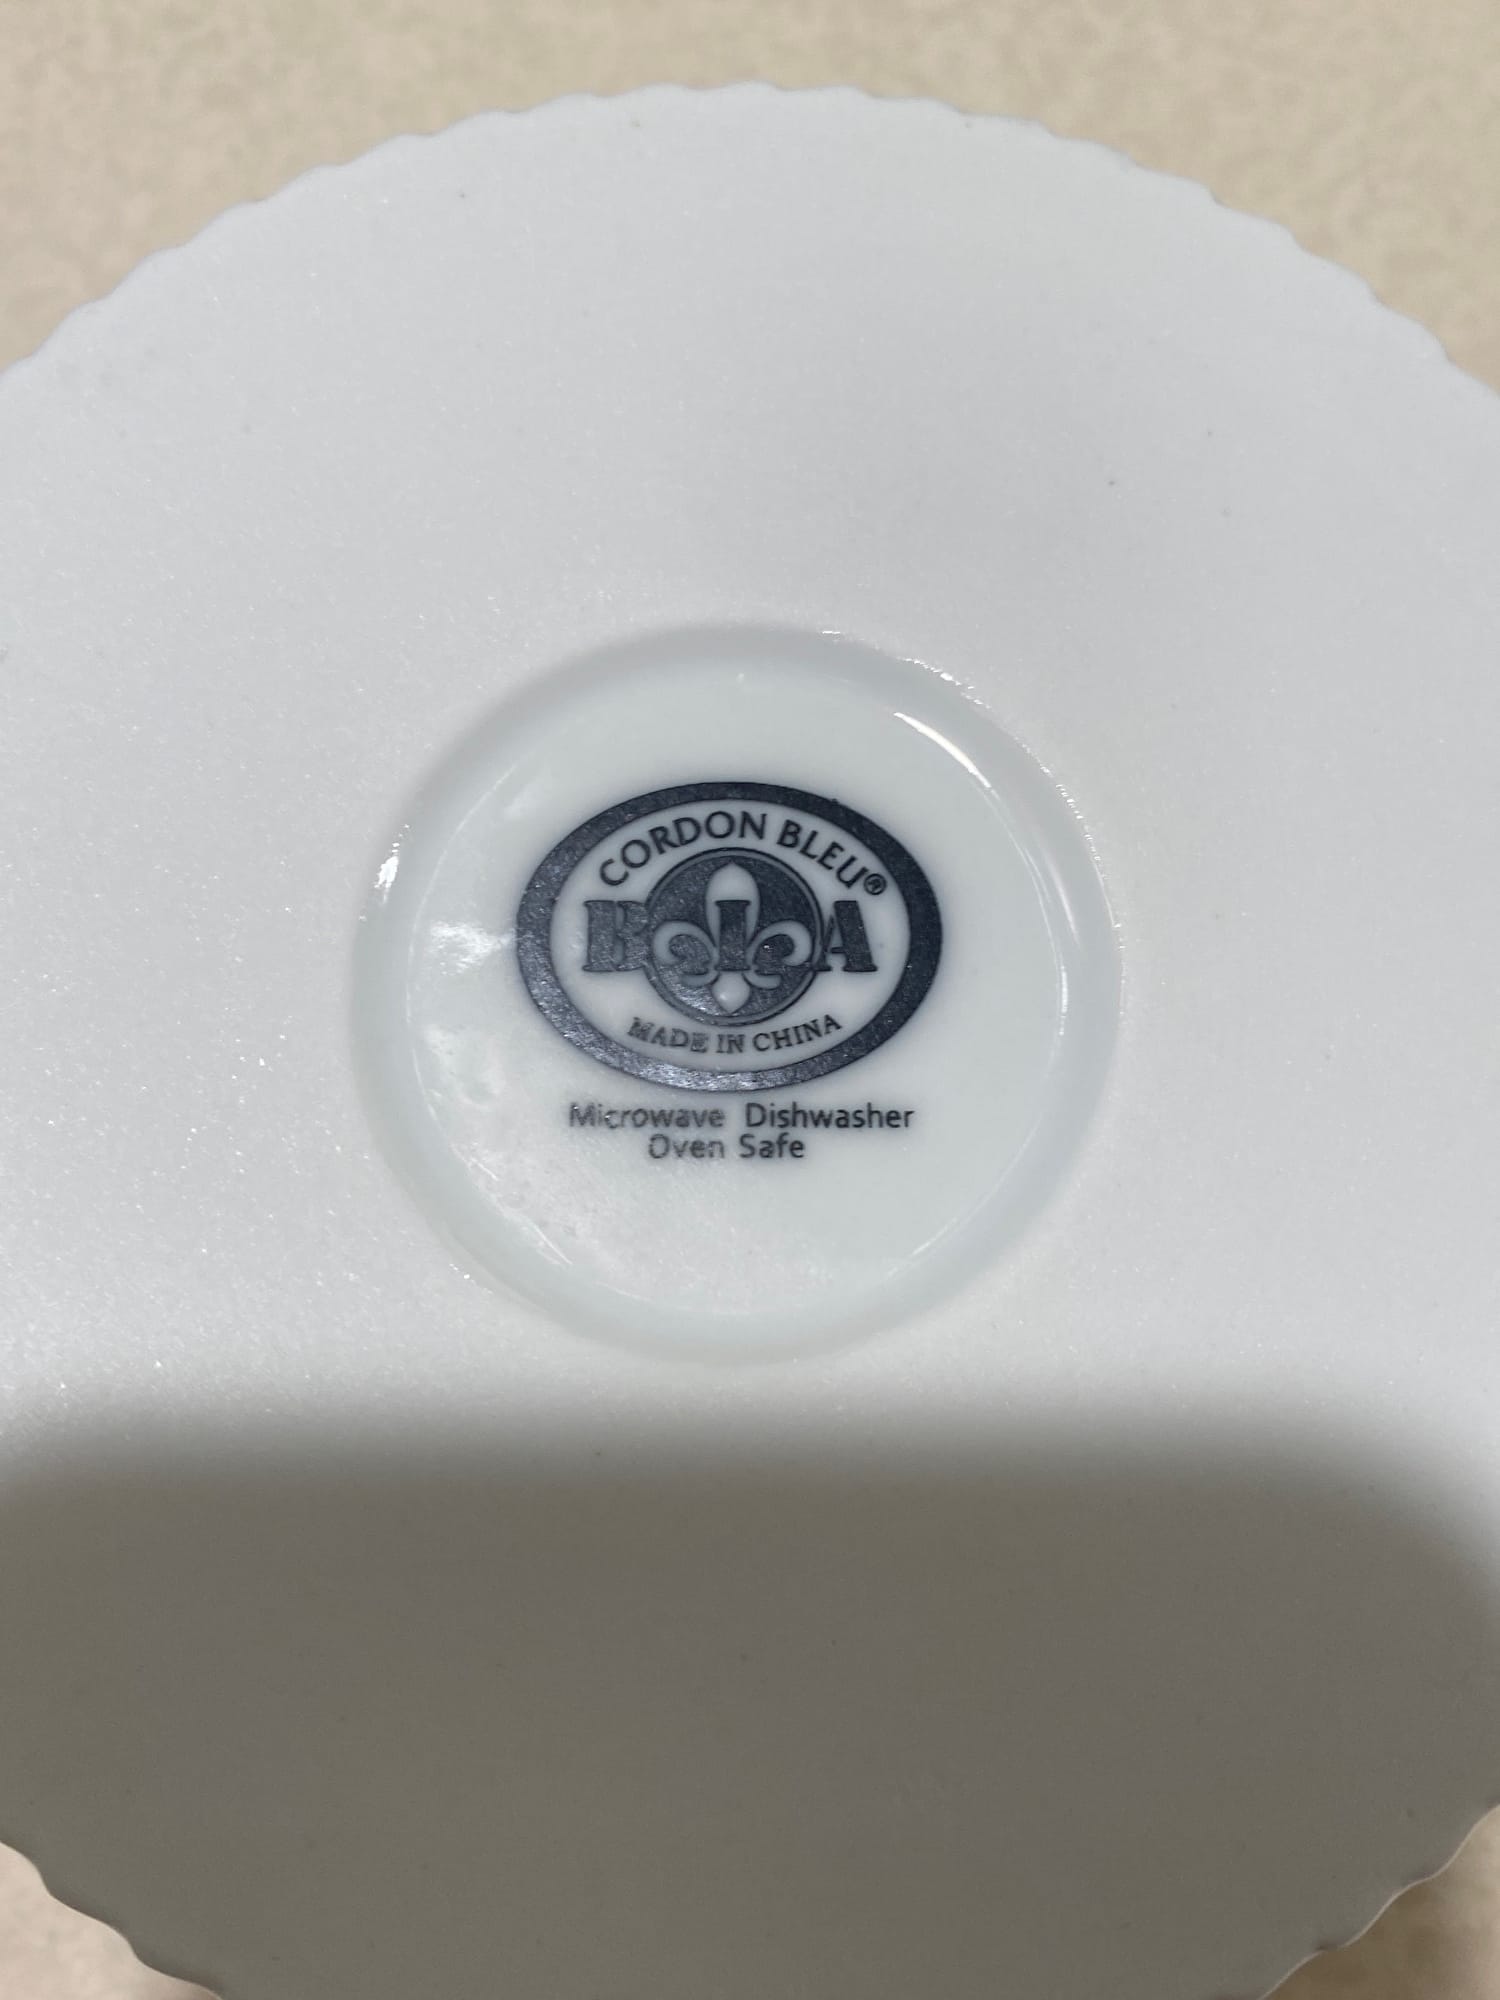 CORDON BLEU®
BIA
MADE IN CHINA
Microwave Dishwasher
Oven Safe